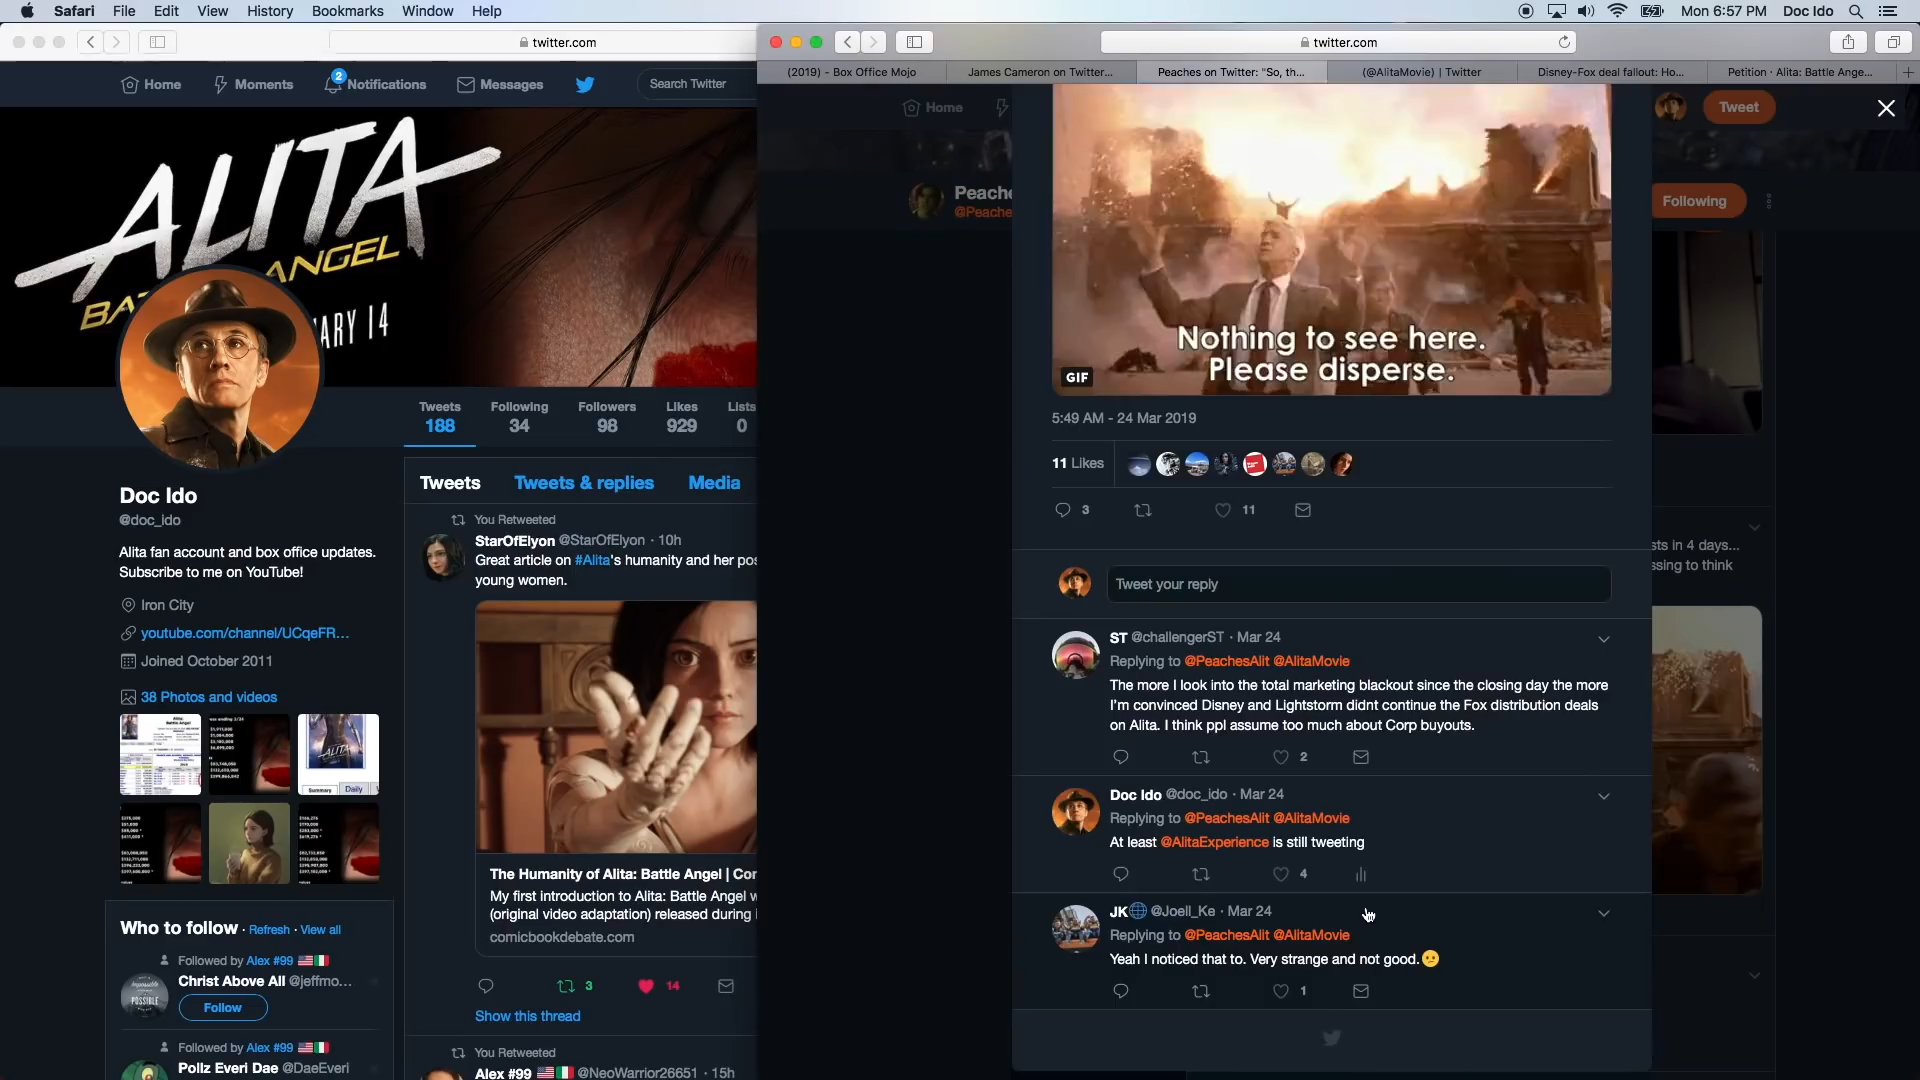 Safari File Edit View History Bookmarks Window Help
Mon 6:57 PM Doc Ido
twitter.com
Home Moments 2 Notifications Messages
Search Twitter
ALITA
ANGEL
Doc Ido
@doc_ido
Alita fan account and box office updates.
Subscribe to me on YouTube!
Iron City
youtube.com/channel/UCqeFR...
Joined October 2011
38 Photos and videos
Summary Daily
Who to follow · Refresh · View all
Followed by Alex #99
Christ Above All @jeffmo...
Follow
Followed by Alex #99
Pollz Everi Dae @DaeEveri
Tweets 188
Following 34
Followers 98
Likes 929
Lists 0
Tweets Tweets & replies Media
You Retweeted
StarOfElyon @StarOfElyon · 10h
Great article on #Alita's humanity and her pos
young women.
The Humanity of Alita: Battle Angel | Cor
My first introduction to Alita: Battle Angel w
(original video adaptation) released during
comicbookdebate.com
3 14
Show this thread
You Retweeted
Alex #99 @NeoWarrior26651 · 15h
twitter.com
(2019) - Box Office Mojo
James Cameron on Twitter...
Peaches on Twitter: "So, th...
(@AlitaMovie) | Twitter
Disney-Fox deal fallout: Ho...
Petition · Alita: Battle Ange...
Home
Tweet
Peache
@Peache
Following
Nothing to see here.
Please disperse.
GIF
5:49 AM - 24 Mar 2019
11 Likes
3 11
Tweet your reply
ST @challengerST · Mar 24
Replying to @PeachesAlit @AlitaMovie
The more I look into the total marketing blackout since the closing day the more
I'm convinced Disney and Lightstorm didnt continue the Fox distribution deals
on Alita. I think ppl assume too much about Corp buyouts.
2
Doc Ido @doc_ido · Mar 24
Replying to @PeachesAlit @AlitaMovie
At least @AlitaExperience is still tweeting
4
JK @Joell_Ke · Mar 24
Replying to @PeachesAlit @AlitaMovie
Yeah I noticed that to. Very strange and not good.
1
sts in 4 days...
ssing to think